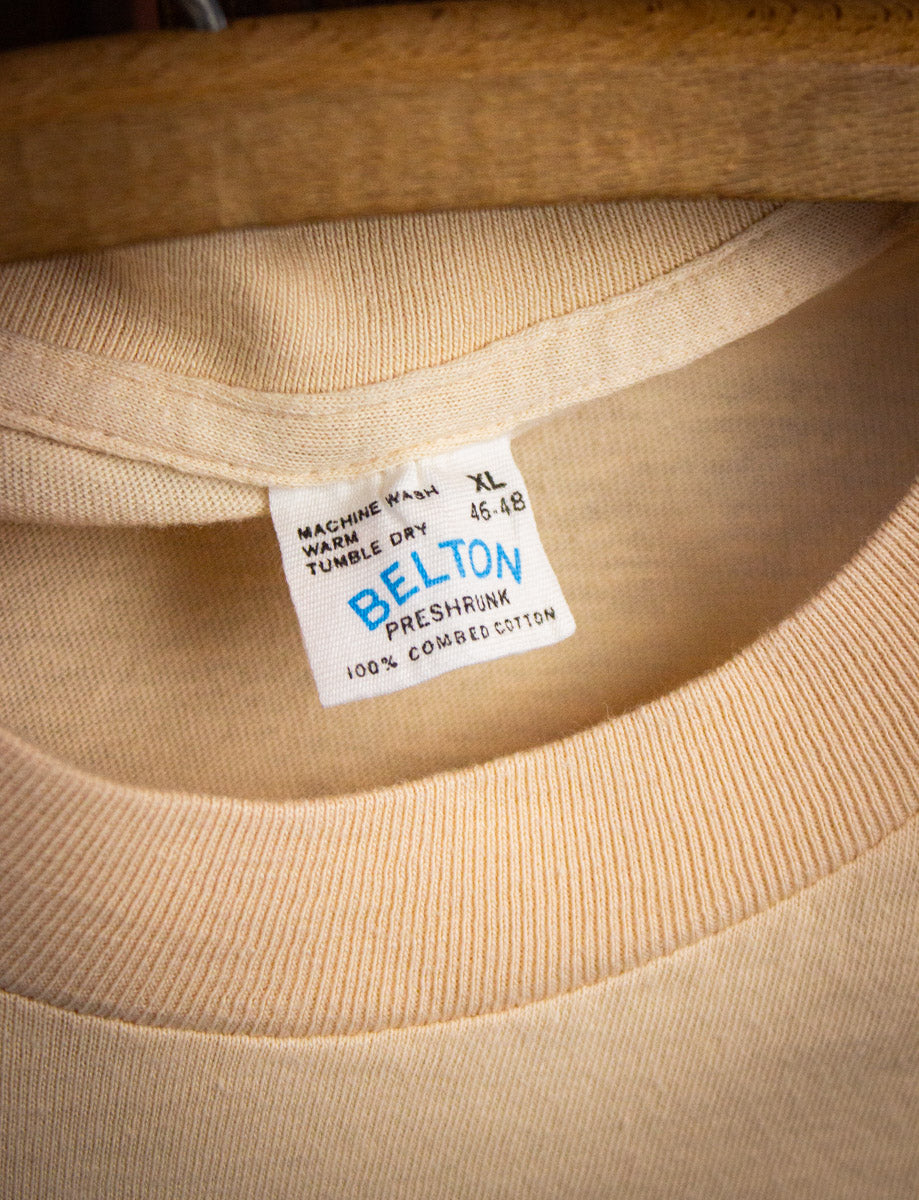 MACHINE WASH XL
WARM 46-48
TUMBLE DRY
BELTON
PRESHRUNK
100% COMBED COTTON